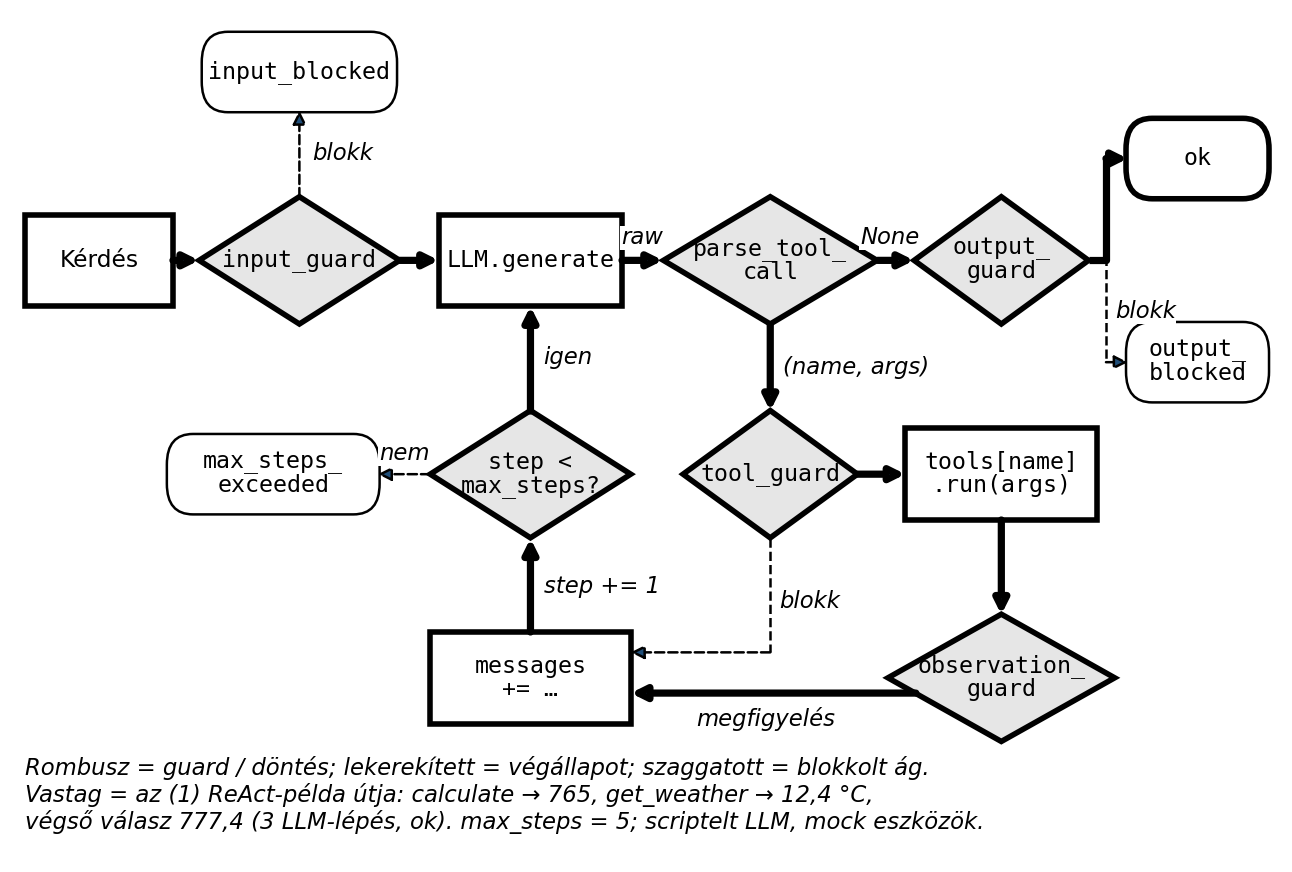 input_blocked
blokk
ok
Kérdés
input_guard
LLM.generate
raw
parse_tool_
call
None
output_
guard
blokk
output_
blocked
igen
(name, args)
max_steps_
exceeded
nem
step <
max_steps?
tool_guard
tools[name]
.run(args)
step += 1
blokk
messages
+= …
observation_
guard
megfigyelés
Rombusz = guard / döntés; lekerekített = végállapot; szaggatott = blokkolt ág.
Vastag = az (1) ReAct-példa útja: calculate → 765, get_weather → 12,4 °C,
végső válasz 777,4 (3 LLM-lépés, ok). max_steps = 5; scriptelt LLM, mock eszközök.